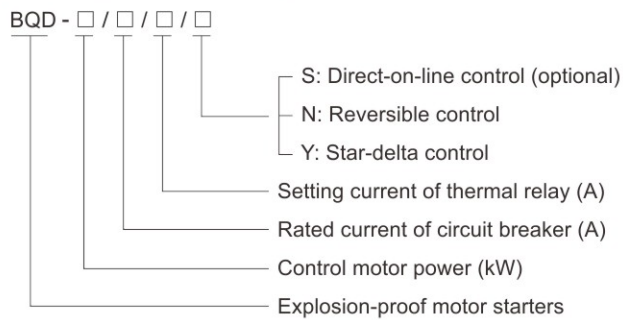 BQD - □ / □ / □ / □
S: Direct-on-line control (optional)
N: Reversible control
Y: Star-delta control
Setting current of thermal relay (A)
Rated current of circuit breaker (A)
Control motor power (kW)
Explosion-proof motor starters